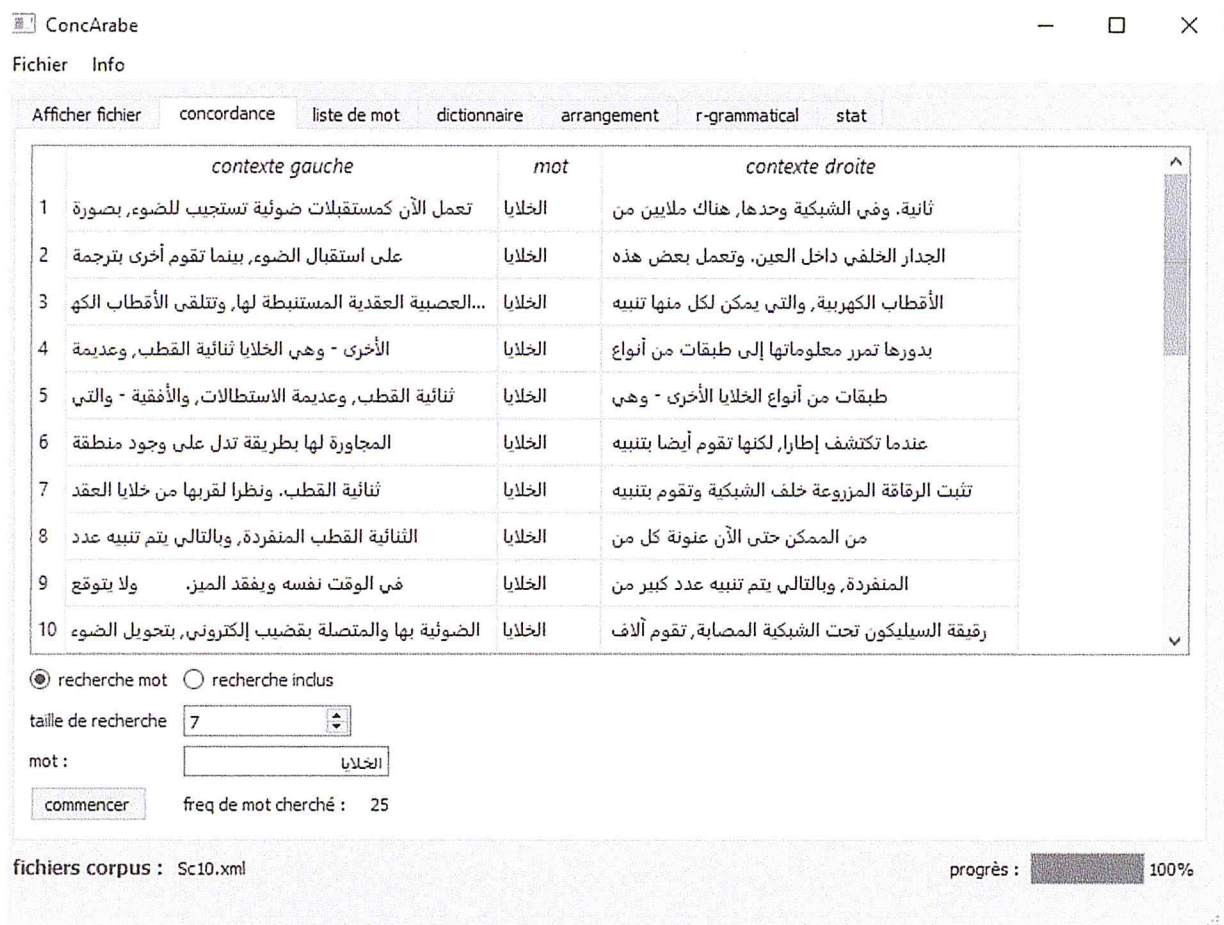 ConcArabe
Fichier Info
Afficher fichier concordance liste de mot dictionnaire arrangement r-grammatical stat
contexte gauche mot contexte droite
1 تعمل الآن كمستقبلات ضوئية تستجيب للضوء, بصورة الخلايا ثانية. وفي الشبكية وحدها, هناك ملايين من
2 على استقبال الضوء, بينما تقوم أخرى بترجمة الخلايا الجدار الخلفي داخل العين. وتعمل بعض هذه
3 ...العصبية العقدية المستنبطة لها, وتتلقى الأقطاب الكه الخلايا الأقطاب الكهربية, والتي يمكن لكل منها تنبيه
4 الأخرى - وهي الخلايا ثنائية القطب, وعديمة الخلايا بدورها تمرر معلوماتها إلى طبقات من أنواع
5 ثنائية القطب, وعديمة الاستطالات, والأفقية - والتي الخلايا طبقات من أنواع الخلايا الأخرى - وهي
6 المجاورة لها بطريقة تدل على وجود منطقة الخلايا عندما تكتشف إطارا, لكنها تقوم أيضا بتنبيه
7 ثنائية القطب. ونظرا لقربها من خلايا العقد الخلايا تثبت الرقاقة المزروعة خلف الشبكية وتقوم بتنبيه
8 الثنائية القطب المنفردة, وبالتالي يتم تنبيه عدد الخلايا من الممكن حتى الآن عنونة كل من
9 في الوقت نفسه ويفقد الميز. ولا يتوقع الخلايا المنفردة, وبالتالي يتم تنبيه عدد كبير من
10 الضوئية بها والمتصلة بقضيب إلكتروني, بتحويل الضوء الخلايا رقيقة السيليكون تحت الشبكية المصابة, تقوم آلاف
recherche mot recherche inclus
taille de recherche 7
mot : الخلايا
commencer freq de mot cherché : 25
fichiers corpus : Sc10.xml progrès : 100%